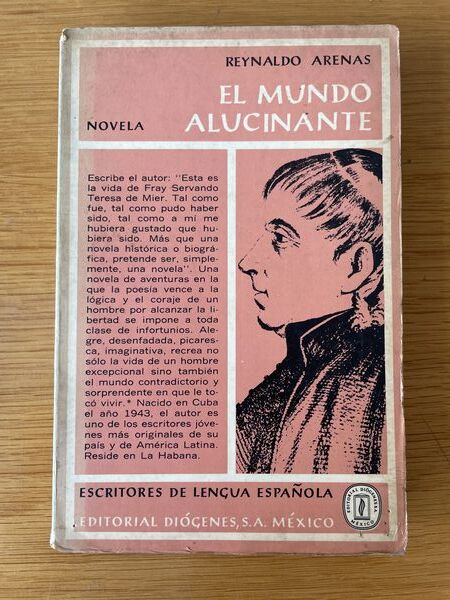 REYNALDO ARENAS
EL MUNDO
ALUCINANTE
NOVELA
Escribe el autor: "Esta es
la vida de Fray Servando
Teresa de Mier. Tal como
fue, tal como pudo haber
sido, tal como a mí me
hubiera gustado que hu-
biera sido. Más que una
novela histórica o biográ-
fica, pretende ser, simple-
mente, una novela". Una
novela de aventuras en la
que la poesía vence a la
lógica y el coraje de un
hombre por alcanzar la li-
bertad se impone a toda
clase de infortunios. Ale-
gre, desenfadada, picares-
ca, imaginativa, recrea no
sólo la vida de un hombre
excepcional sino también
el mundo contradictorio y
sorprendente en que le to-
có vivir.* Nacido en Cuba
el año 1943, el autor es
uno de los escritores jóve-
nes más originales de su
país y de América Latina.
Reside en La Habana.
ESCRITORES DE LENGUA ESPAÑOLA
EDITORIAL DIÓGENES, S.A. MÉXICO
EDITORIAL DIÓGENES S.A.
MÉXICO